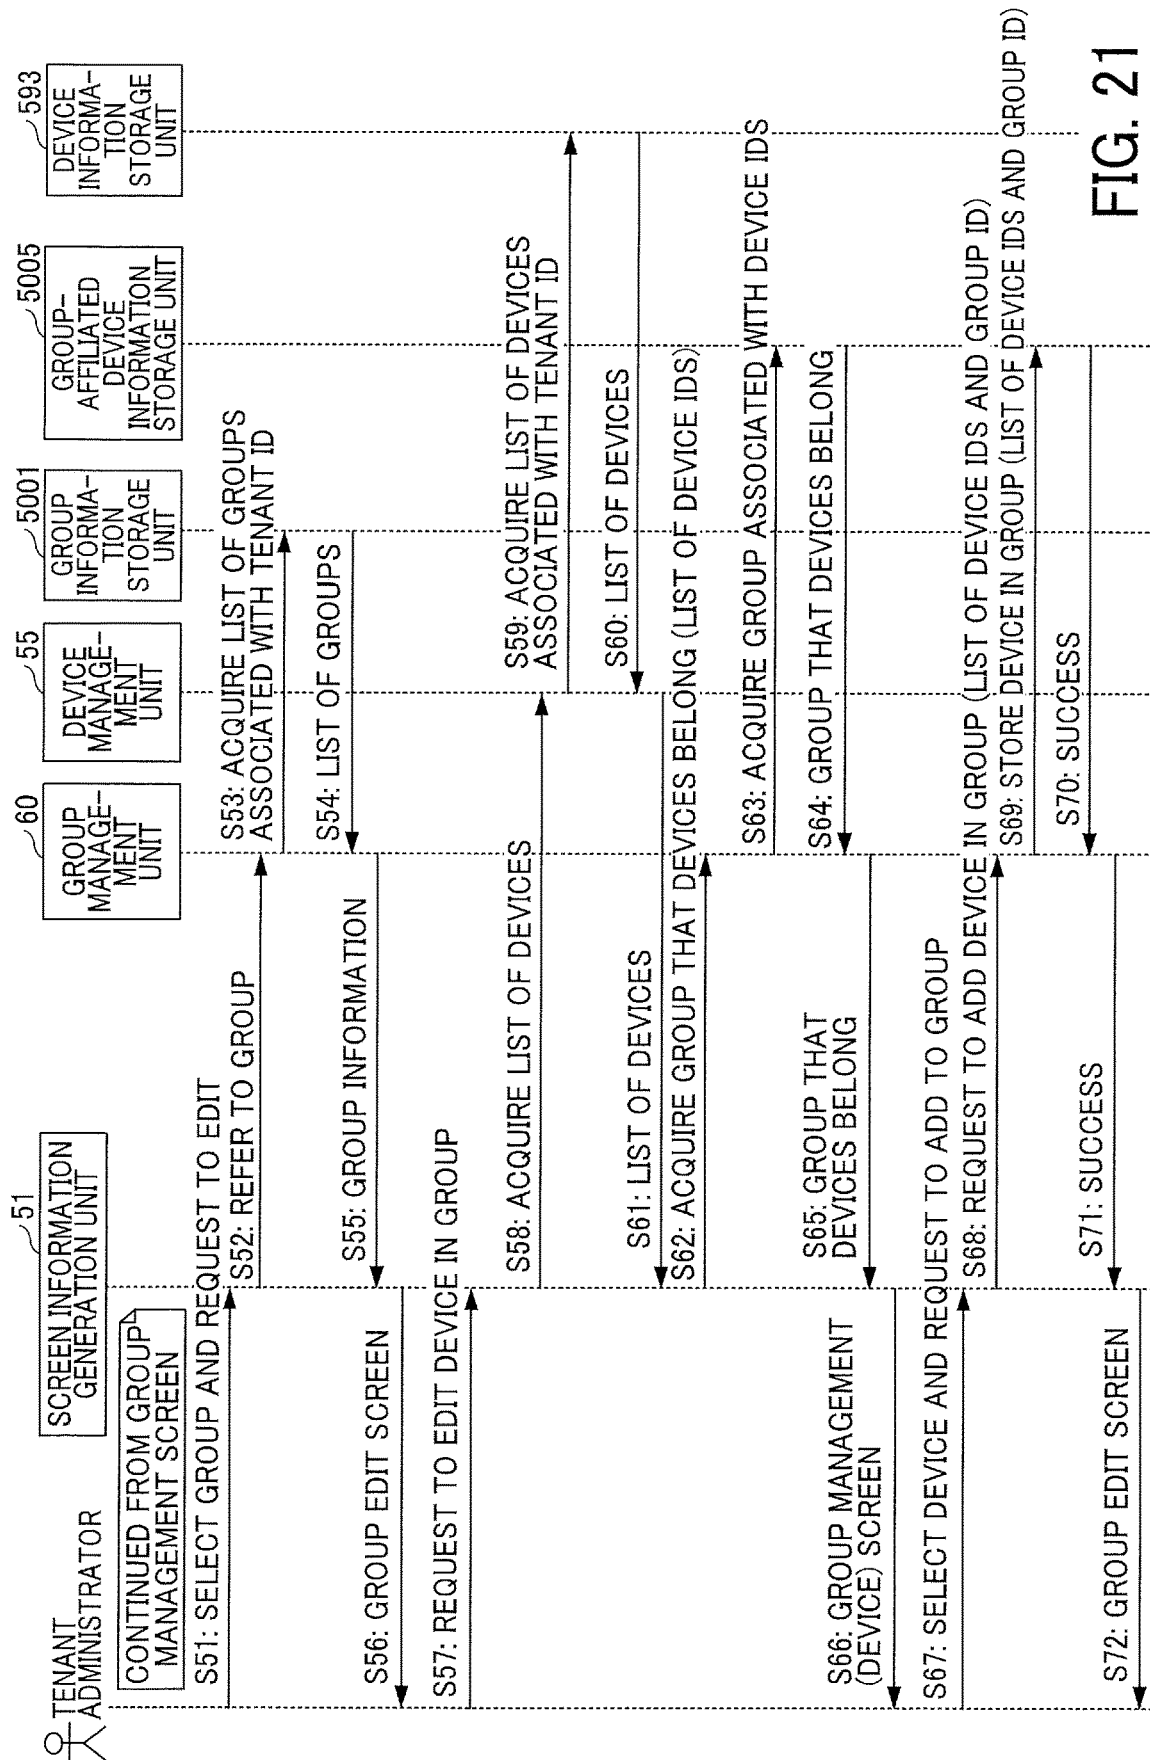 TENANT
ADMINISTRATOR
51
SCREEN INFORMATION
GENERATION UNIT
60
GROUP
MANAGE-
MENT
UNIT
55
DEVICE
MANAGE-
MENT
UNIT
5001
GROUP
INFORMA-
TION
STORAGE
UNIT
5005
GROUP-
AFFILIATED
DEVICE
INFORMATION
STORAGE UNIT
593
DEVICE
INFORMA-
TION
STORAGE
UNIT
CONTINUED FROM GROUP
MANAGEMENT SCREEN
S51: SELECT GROUP AND REQUEST TO EDIT
S52: REFER TO GROUP
S53: ACQUIRE LIST OF GROUPS
ASSOCIATED WITH TENANT ID
S54: LIST OF GROUPS
S55: GROUP INFORMATION
S56: GROUP EDIT SCREEN
S57: REQUEST TO EDIT DEVICE IN GROUP
S58: ACQUIRE LIST OF DEVICES
S59: ACQUIRE LIST OF DEVICES
ASSOCIATED WITH TENANT ID
S60: LIST OF DEVICES
S61: LIST OF DEVICES
S62: ACQUIRE GROUP THAT DEVICES BELONG (LIST OF DEVICE IDS)
S63: ACQUIRE GROUP ASSOCIATED WITH DEVICE IDS
S64: GROUP THAT DEVICES BELONG
S65: GROUP THAT
DEVICES BELONG
S66: GROUP MANAGEMENT
(DEVICE) SCREEN
S67: SELECT DEVICE AND REQUEST TO ADD TO GROUP
S68: REQUEST TO ADD DEVICE IN GROUP (LIST OF DEVICE IDS AND GROUP ID)
S69: STORE DEVICE IN GROUP (LIST OF DEVICE IDS AND GROUP ID)
S70: SUCCESS
S71: SUCCESS
S72: GROUP EDIT SCREEN
FIG. 21